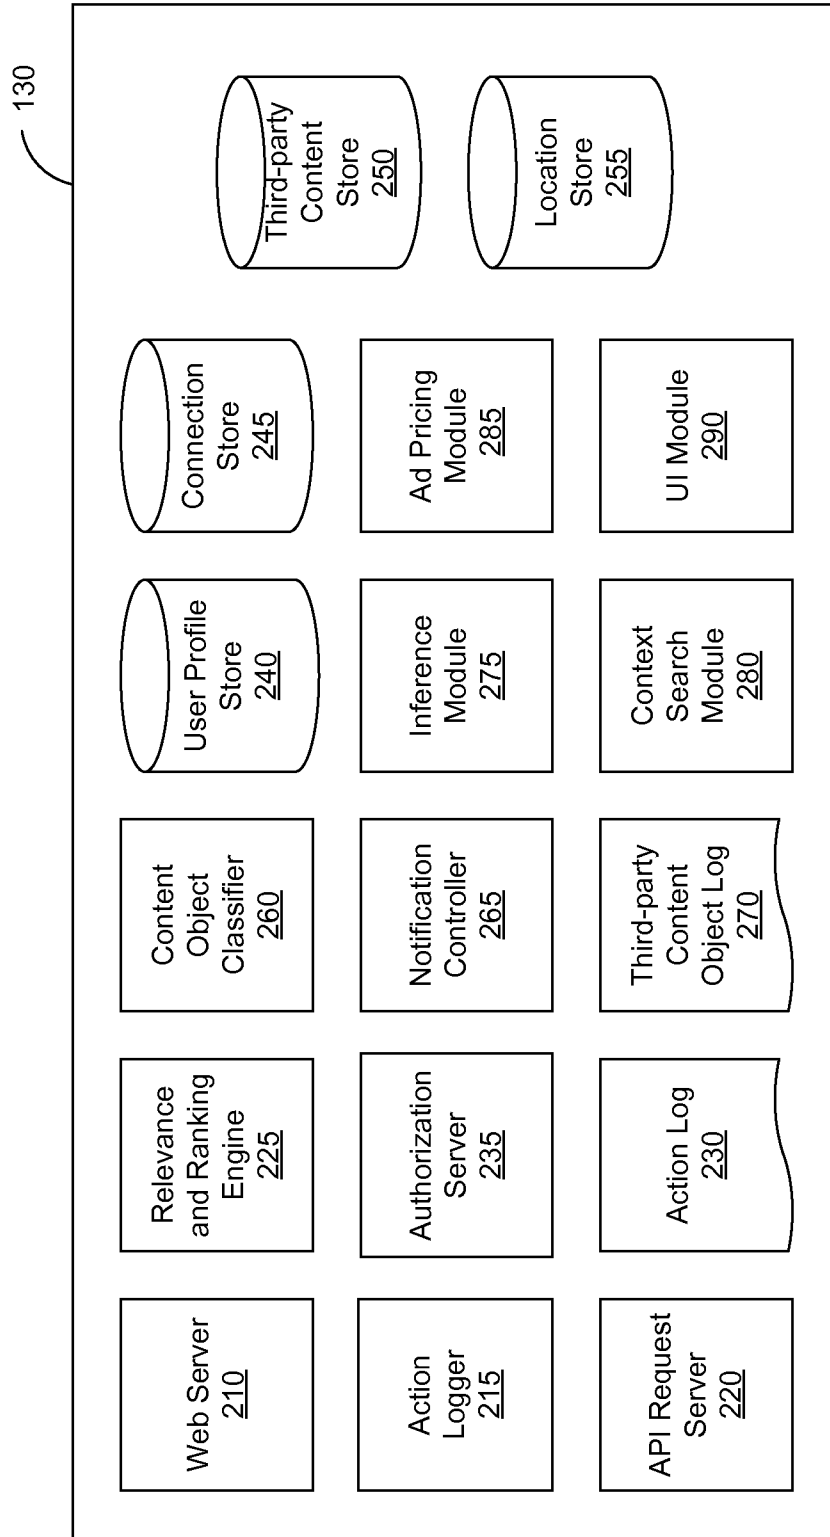 130
Web Server
210
Relevance
and Ranking
Engine
225
Content
Object
Classifier
260
User Profile
Store
240
Connection
Store
245
Third-party
Content
Store
250
Action
Logger
215
Authorization
Server
235
Notification
Controller
265
Inference
Module
275
Ad Pricing
Module
285
Location
Store
255
API Request
Server
220
Action Log
230
Third-party
Content
Object Log
270
Context
Search
Module
280
UI Module
290